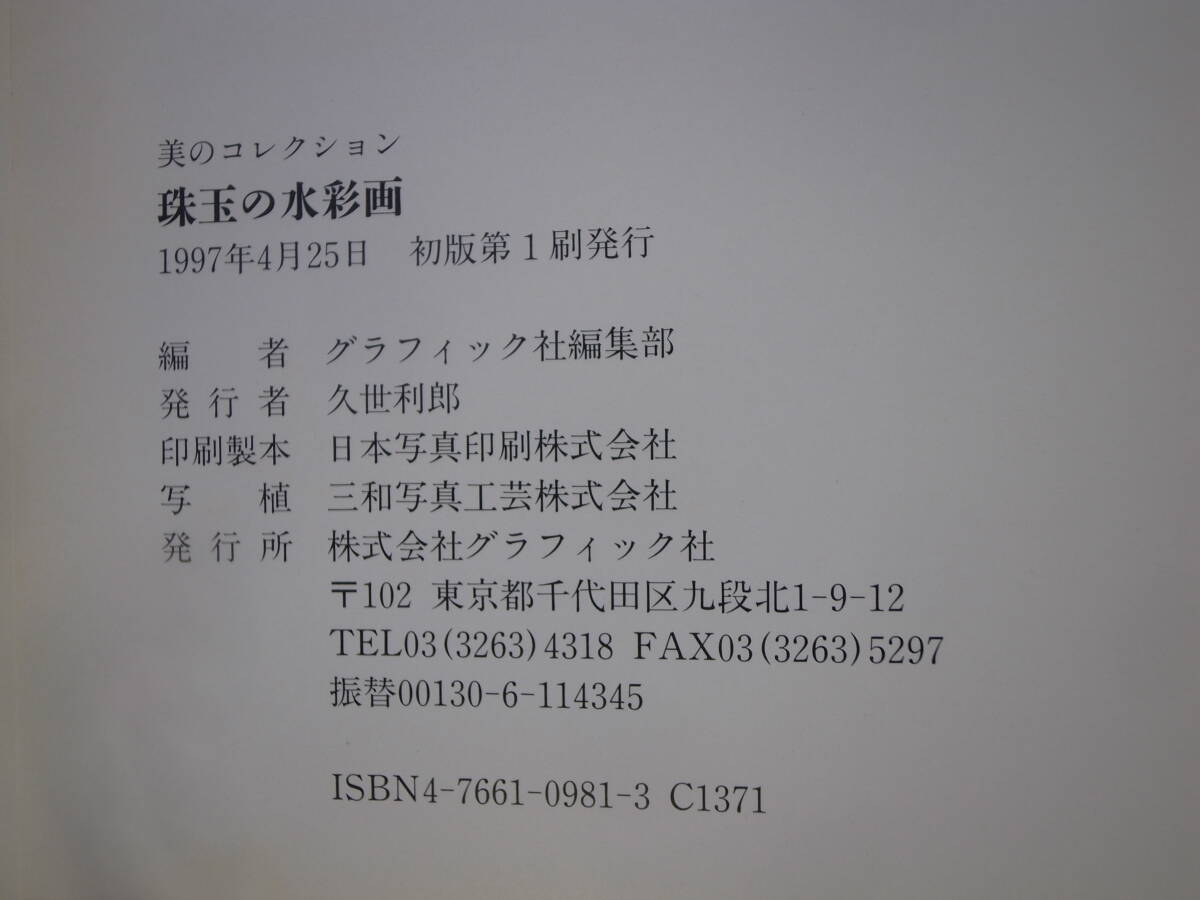 美のコレクション
珠玉の水彩画
1997年4月25日　初版第1刷発行
編　者　グラフィック社編集部
発行者　久世利郎
印刷製本　日本写真印刷株式会社
写　植　三和写真工芸株式会社
発行所　株式会社グラフィック社
〒102 東京都千代田区九段北1-9-12
TEL03(3263)4318 FAX03(3263)5297
振替00130-6-114345
ISBN4-7661-0981-3 C1371